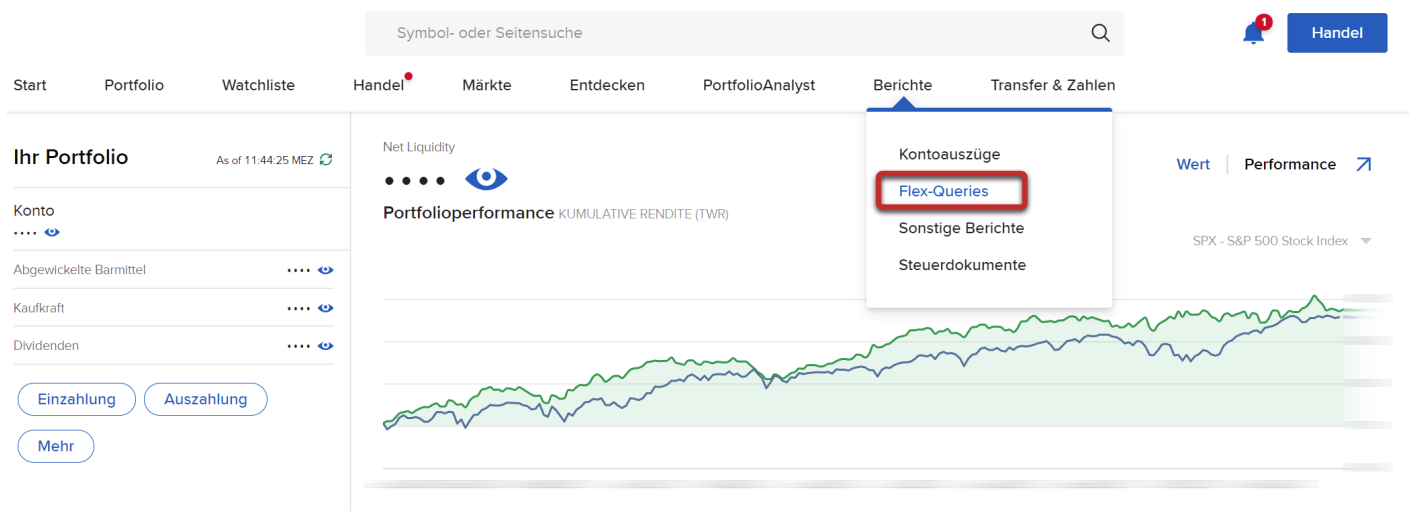 Symbol- oder Seitensuche
1
Handel
Start Portfolio Watchliste Handel Märkte Entdecken PortfolioAnalyst Berichte Transfer & Zahlen
Ihr Portfolio As of 11:44:25 MEZ
Konto
••••
Abgewickelte Barmittel ••••
Kaufkraft ••••
Dividenden ••••
Einzahlung Auszahlung
Mehr
Net Liquidity
••••
Portfolioperformance KUMULATIVE RENDITE (TWR)
Kontoauszüge
Flex-Queries
Sonstige Berichte
Steuerdokumente
Wert Performance
SPX - S&P 500 Stock Index